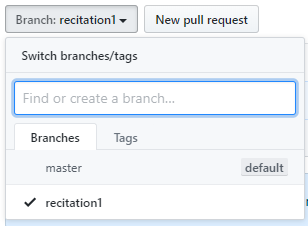 Branch: recitation1 New pull request
Switch branches/tags
Find or create a branch...
Branches Tags
master default
recitation1